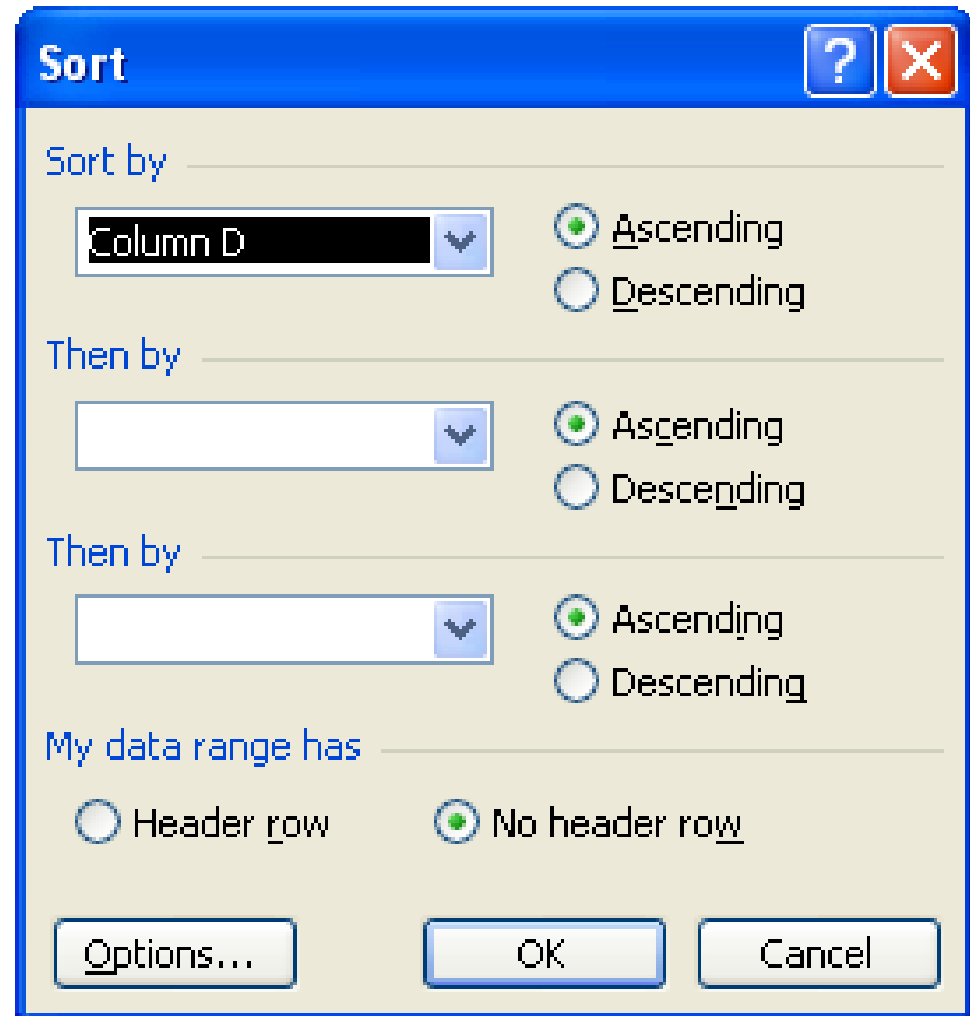 Sort
Sort by
Column D
Ascending
Descending
Then by
Ascending
Descending
Then by
Ascending
Descending
My data range has
Header row No header row
Options... OK Cancel